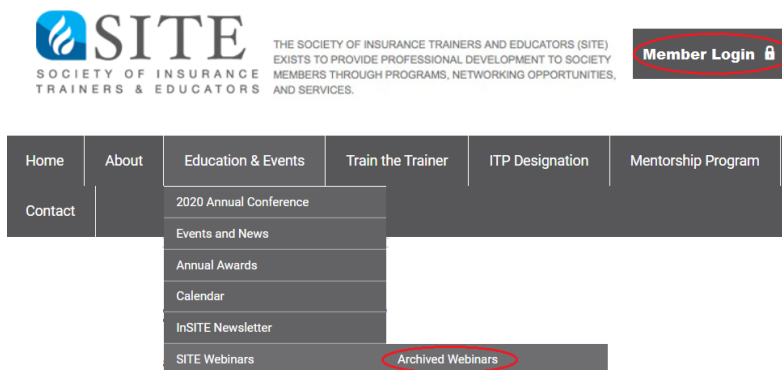 SITE
SOCIETY OF INSURANCE
TRAINERS & EDUCATORS
THE SOCIETY OF INSURANCE TRAINERS AND EDUCATORS (SITE)
EXISTS TO PROVIDE PROFESSIONAL DEVELOPMENT TO SOCIETY
MEMBERS THROUGH PROGRAMS, NETWORKING OPPORTUNITIES,
AND SERVICES.
Member Login
Home About Education & Events Train the Trainer ITP Designation Mentorship Program
Contact
2020 Annual Conference
Events and News
Annual Awards
Calendar
InSITE Newsletter
SITE Webinars Archived Webinars